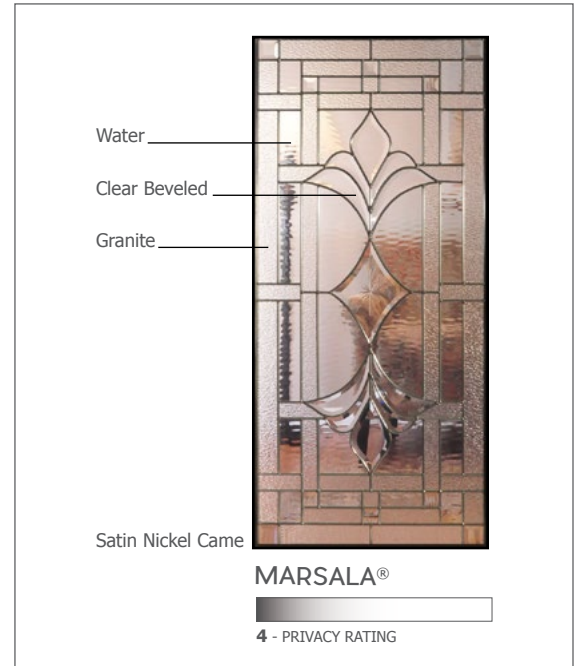 Water
Clear Beveled
Granite
Satin Nickel Came
MARSALA®
4 - PRIVACY RATING